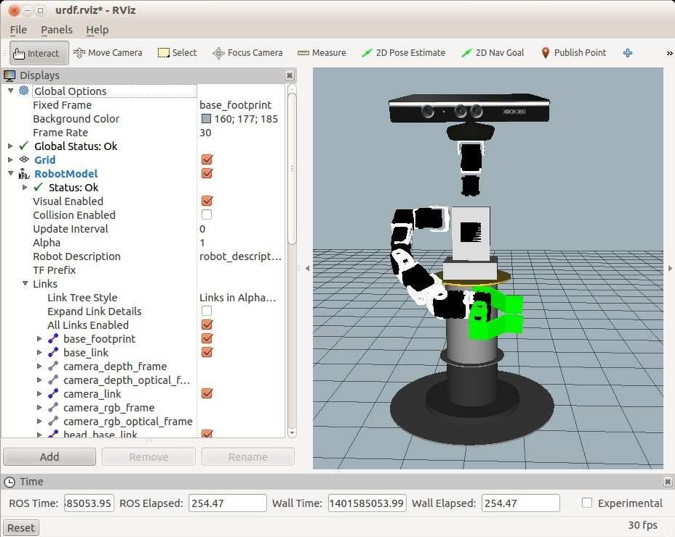 urdf.rviz* - RViz
File Panels Help
Interact Move Camera Select Focus Camera Measure 2D Pose Estimate 2D Nav Goal Publish Point »
Displays
Global Options
Fixed Frame base_footprint
Background Color 160; 177; 185
Frame Rate 30
Global Status: Ok
Grid
RobotModel
Status: Ok
Visual Enabled
Collision Enabled
Update Interval 0
Alpha 1
Robot Description robot_descript...
TF Prefix
Links
Link Tree Style Links in Alpha...
Expand Link Details
All Links Enabled
base_footprint
base_link
camera_depth_frame
camera_depth_optical_f...
camera_link
camera_rgb_frame
camera_rgb_optical_frame
head_base_link
Add Remove Rename
XBOX 360
Time
ROS Time: 585053.95 ROS Elapsed: 254.47 Wall Time: 1401585053.99 Wall Elapsed: 254.47 Experimental
Reset 30 fps